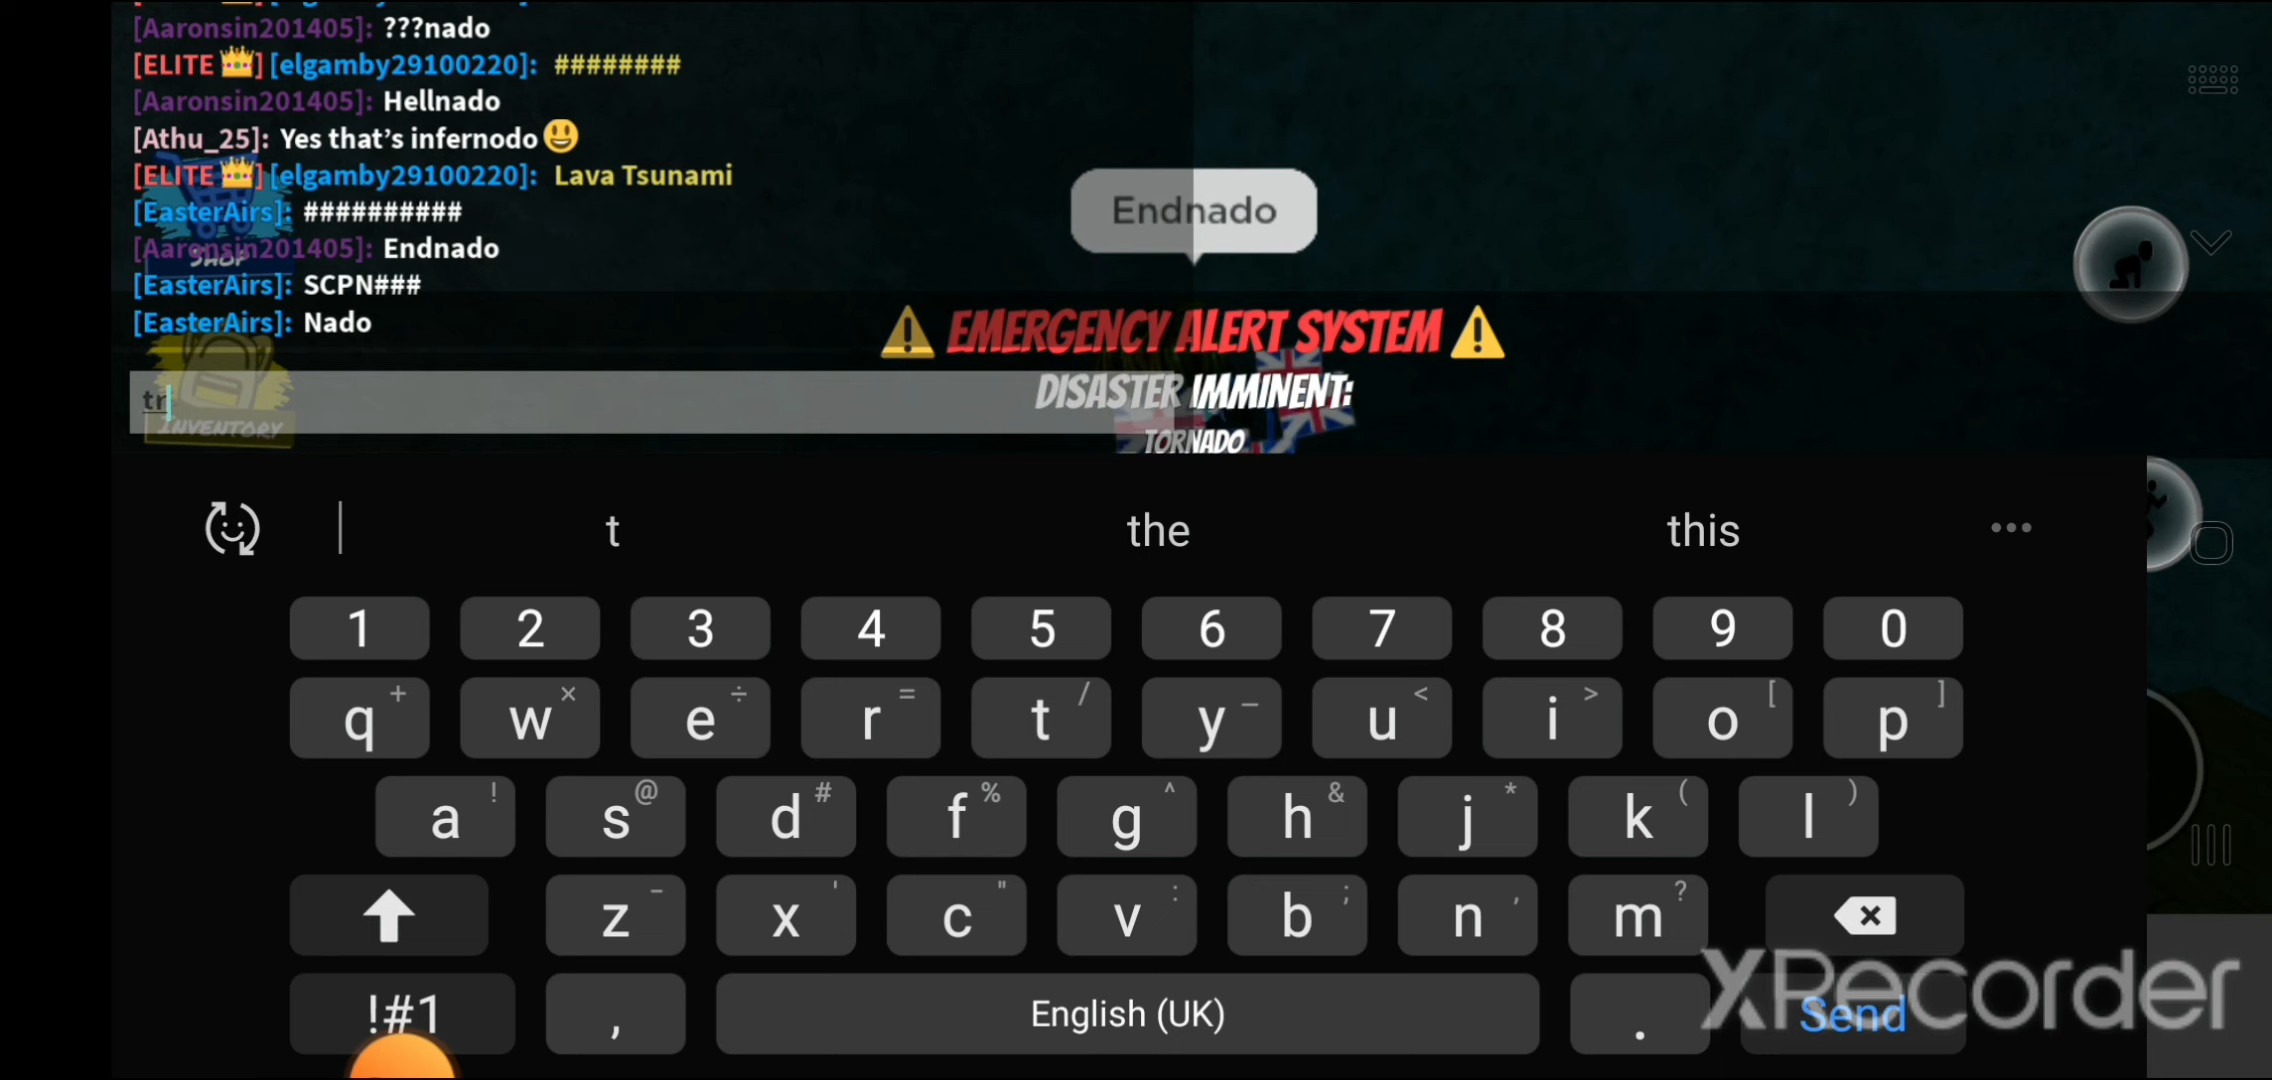 [Aaronsin201405]: ???nado
[ELITE 👑] [elgamby29100220]: ########
[Aaronsin201405]: Hellnado
[Athu_25]: Yes that's infernodo😃
[ELITE 👑] [elgamby29100220]: Lava Tsunami
[EasterAirs]: ##########
[Aaronsin201405]: Endnado
SHOP
[EasterAirs]: SCPN###
[EasterAirs]: Nado
Endnado
⚠ EMERGENCY ALERT SYSTEM ⚠
DISASTER IMMINENT:
TORNADO
tr
INVENTORY
t the this
1 2 3 4 5 6 7 8 9 0
q + w × e ÷ r = t / y _ u < i > o [ p ]
a ! s @ d # f % g ^ h & j * k ( l )
z - x ' c " v : b ; n , m ?
!#1 , English (UK) . Send
XRecorder